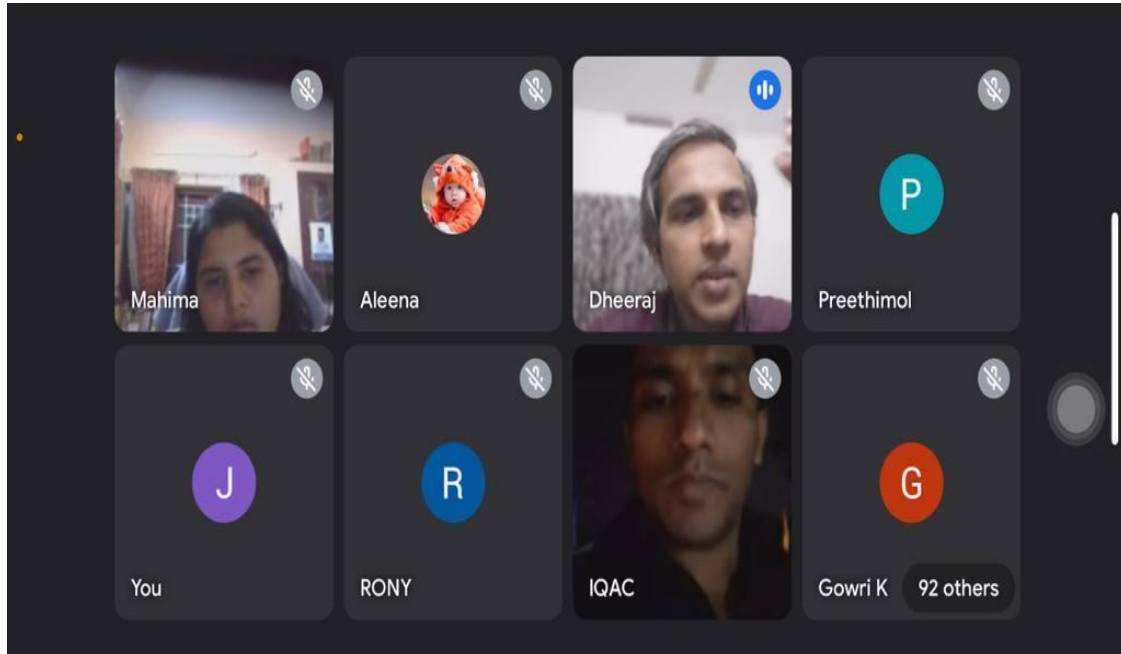 Mahima
Aleena
Dheeraj
P
Preethimol
J
You
R
RONY
IQAC
G
Gowri K
92 others